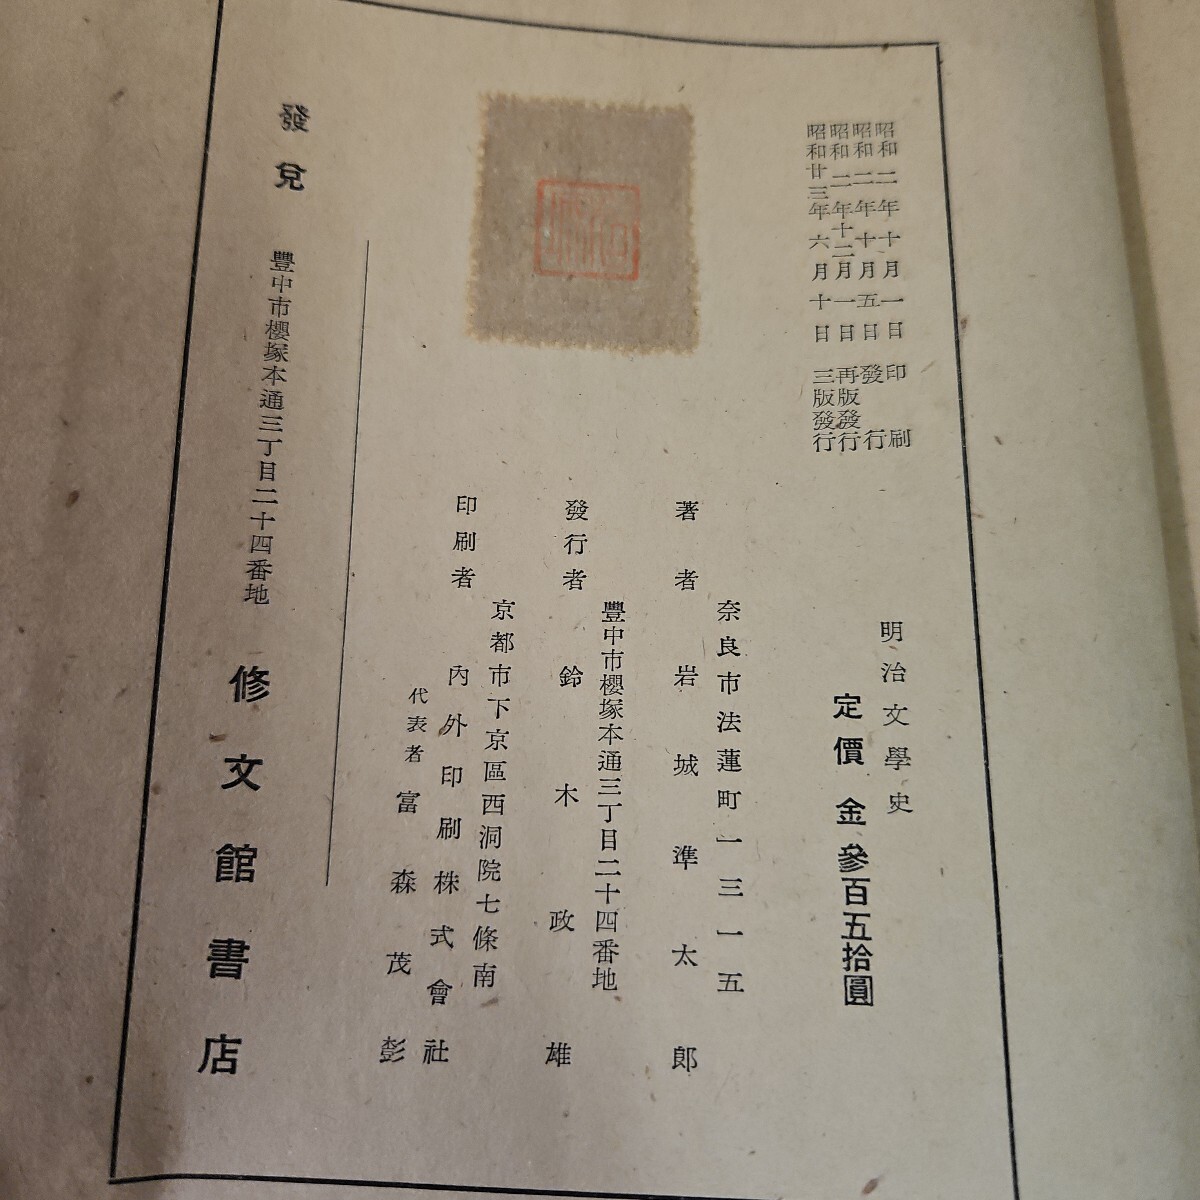 昭和二年十月一日印刷
昭和二年十月五日發行
昭和二年十二月一日再版發行
昭和廿三年六月十日三版發行
明治文學史
定價金參百五拾圓
奈良市法蓮町一三一五
著者 岩城準太郎
豐中市櫻塚本通三丁目二十四番地
發行者 鈴木政雄
京都市下京區西洞院七條南
印刷者 內外印刷株式會社
代表者 富森茂彭
發兌 豐中市櫻塚本通三丁目二十四番地 修文館書店